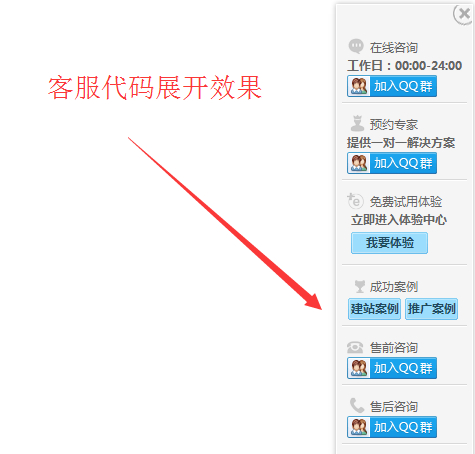 客服代码展开效果
在线咨询
工作日：00:00-24:00
加入QQ群
预约专家
提供一对一解决方案
加入QQ群
免费试用体验
立即进入体验中心
我要体验
成功案例
建站案例 推广案例
售前咨询
加入QQ群
售后咨询
加入QQ群